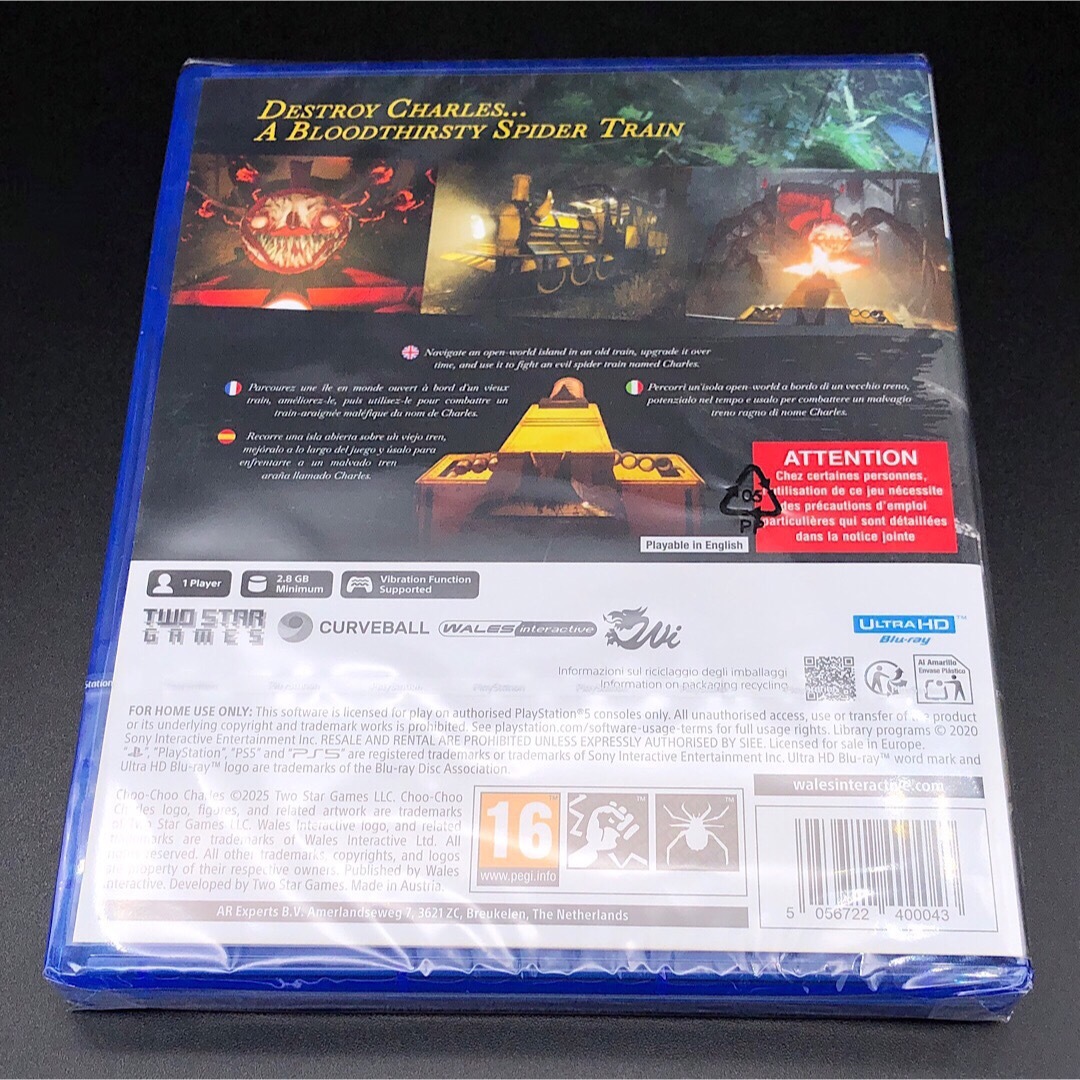 DESTROY CHARLES...
A BLOODTHIRSTY SPIDER TRAIN
Navigate an open-world island in an old train, upgrade it over
time, and use it to fight an evil spider train named Charles.
Parcourez une île en monde ouvert à bord d'un vieux
train, améliorez-le, puis utilisez-le pour combattre un
train-araignée maléfique du nom de Charles.
Percorri un'isola open-world a bordo di un vecchio treno,
potenzialo nel tempo e usalo per combattere un malvagio
treno ragno di nome Charles.
Recorre una isla abierta sobre un viejo tren,
mejóralo a lo largo del juego y úsalo para
enfrentarte a un malvado tren
araña llamado Charles.
ATTENTION
Chez certaines personnes,
utilisation de ce jeu nécessite
des précautions d'emploi
particulières qui sont détaillées
dans la notice jointe
05
PP
Playable in English
1 Player
2.8 GB
Minimum
Vibration Function
Supported
TWO STAR
GAMES
CURVEBALL
WALES interactive
Wi
ULTRA HD™
Blu-ray
Informazioni sul riciclaggio degli imballaggi
Information on packaging recycling
Al Amarillo
Envase Plástico
Station
FOR HOME USE ONLY: This software is licensed for play on authorised PlayStation®5 consoles only. All unauthorised access, use or transfer of product
or its underlying copyright and trademark works is prohibited. See playstation.com/software-usage-terms for full usage rights. Library programs © 2020
Sony Interactive Entertainment Inc. RESALE AND RENTAL ARE PROHIBITED UNLESS EXPRESSLY AUTHORISED BY SIEE. Licensed for sale in Europe.
"", "PlayStation", "PS5" and "PS5" are registered trademarks or trademarks of Sony Interactive Entertainment Inc. Ultra HD Blu-ray™ word mark and
Ultra HD Blu-ray™ logo are trademarks of the Blu-ray Disc Association.
walesinteractive.com
Choo-Choo Charles ©2025 Two Star Games LLC. Choo-Choo
Charles logo, figures, and related artwork are trademarks
of Two Star Games LLC. Wales Interactive logo, and related
marks are trademarks of Wales Interactive Ltd. All
reserved. All other trademarks, copyrights, and logos
are property of their respective owners. Published by Wales
Interactive. Developed by Two Star Games. Made in Austria.
16
www.pegi.info
AR Experts B.V. Amerlandseweg 7, 3621 ZC, Breukelen, The Netherlands
5 056722 400043